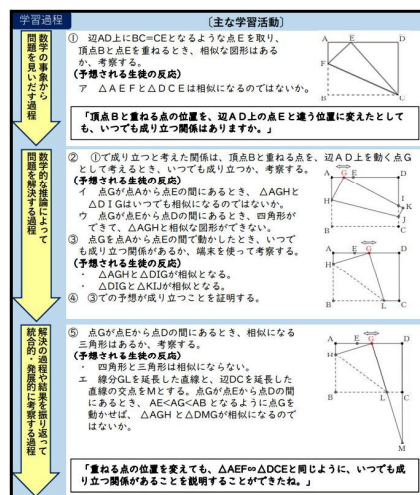 学習過程
〔主な学習活動〕
数学の事象から
問題を見いだす過程
① 辺AD上にBC=CEとなるような点Eを取り、
頂点Bと点Eを重ねるとき、相似な図形はある
か、考察する。
(予想される生徒の反応)
ア △AEFと△DCEは相似になるのではないか。
A E D
F
B C
「頂点Bと重ねる点の位置を、辺AD上の点Eと違う位置に変えたとして
も、いつでも成り立つ関係はありますか。」
数学的な推論によって
問題を解決する過程
② ①で成り立つと考えた関係は、頂点Bと重ねる点を、辺AD上を動く点G
として考えるとき、いつでも成り立つか、考察する。
(予想される生徒の反応)
イ 点Gが点Aから点Eの間にあるとき、△AGHと
△DIGはいつでも相似になるのではないか。
ウ 点Gが点Eから点Dの間にあるとき、四角形が
できて、△AGHと相似な図形ができない。
A G E D
H
I
K
J
B C
③ 点Gを点Aから点Eの間で動かしたとき、いつで
も成り立つ関係があるか、端末を使って考察する。
(予想される生徒の反応)
・ △AGHと△DIGが相似となる。
・ △DIGと△KIJが相似となる。
④ ③での予想が成り立つことを証明する。
A E G D
H
B L C
解決の過程や結果を振り返って
統合的・発展的に考察する過程
⑤ 点Gが点Eから点Dの間にあるとき、相似になる
三角形はあるか、考察する。
(予想される生徒の反応)
・ 四角形と三角形は相似にならない。
エ 線分GLを延長した直線と、辺DCを延長した
直線の交点をMとする。点Gが点Eから点Dの間
にあるとき、AE<AG<AB となるように点Gを
動かせば、△AGH と△DMGが相似になるので
はないか。
A E G D
H
B L C
M
「重ねる点の位置を変えても、△AEF∽△DCEと同じように、いつでも成
り立つ関係があることを説明することができたね。」